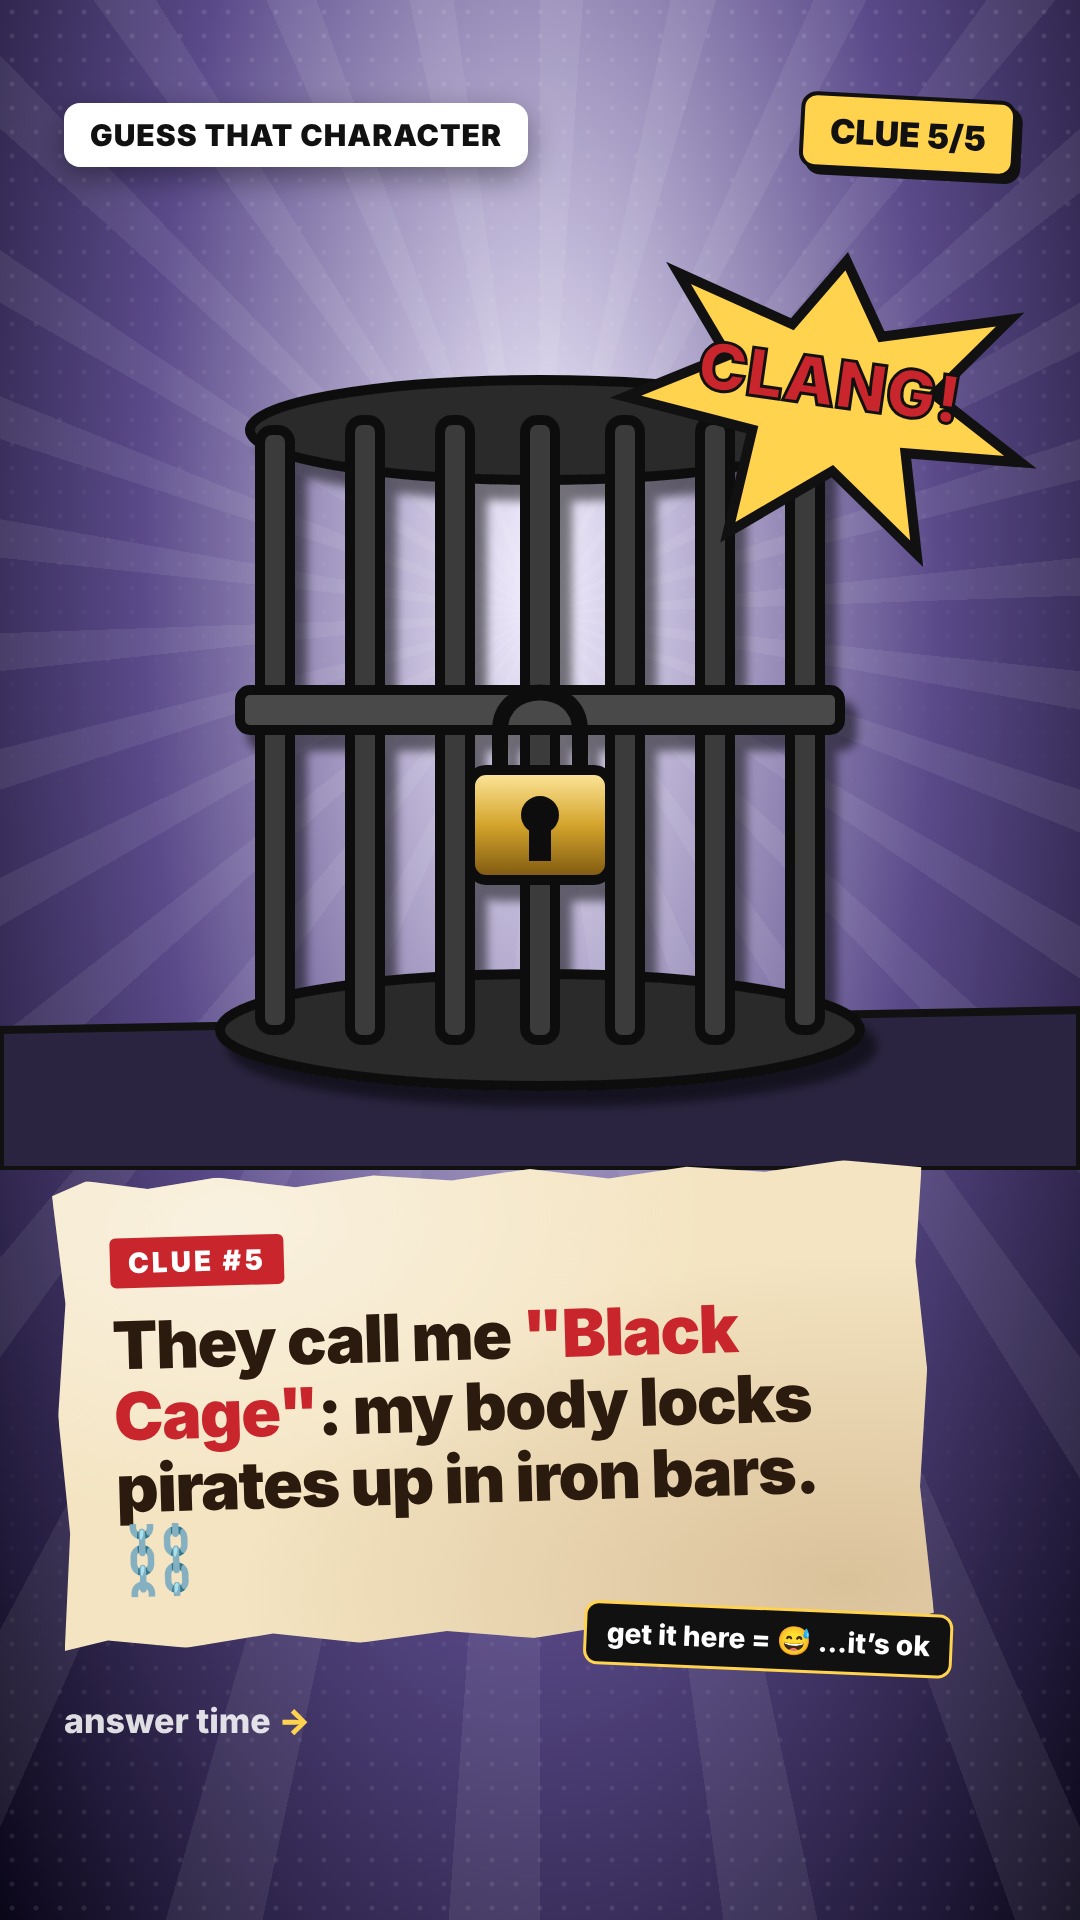 GUESS THAT CHARACTER
CLUE 5/5
CLANG!
CLUE #5
They call me "Black
Cage": my body locks
pirates up in iron bars.
⛓️
get it here = 😅 ...it's ok
answer time →